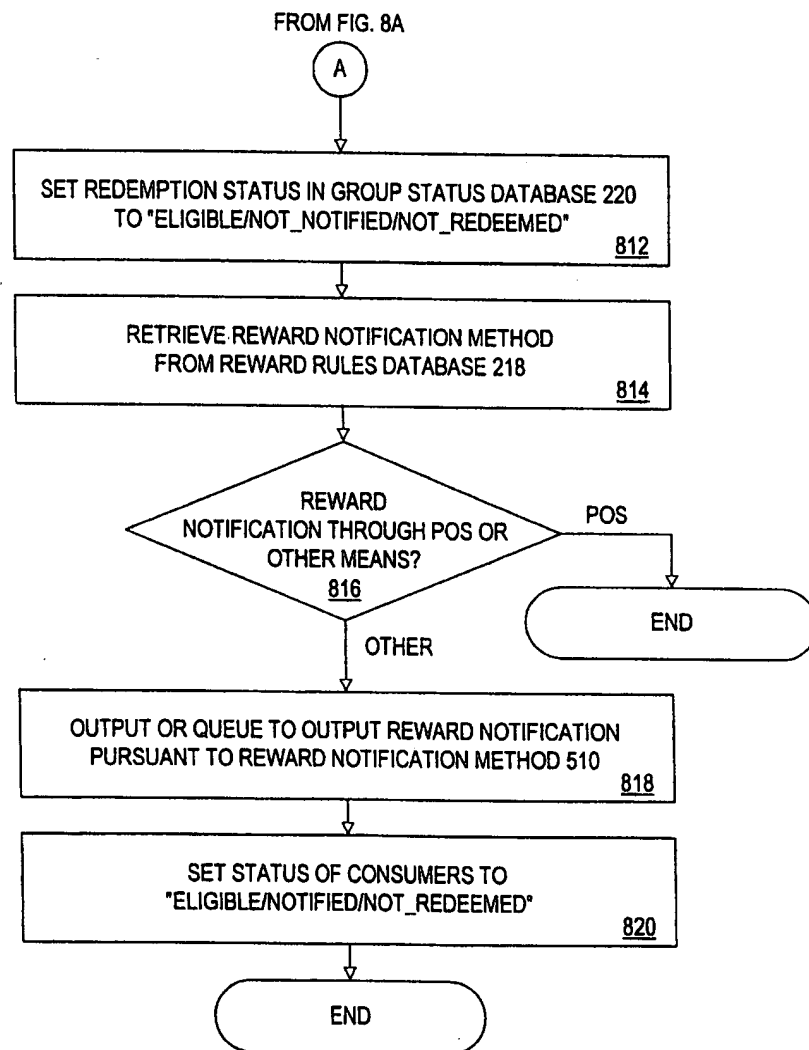 FROM FIG. 8A
A
SET REDEMPTION STATUS IN GROUP STATUS DATABASE 220
TO "ELIGIBLE/NOT_NOTIFIED/NOT_REDEEMED"
812
RETRIEVE REWARD NOTIFICATION METHOD
FROM REWARD RULES DATABASE 218
814
REWARD
NOTIFICATION THROUGH POS OR
OTHER MEANS?
816
POS
END
OTHER
OUTPUT OR QUEUE TO OUTPUT REWARD NOTIFICATION
PURSUANT TO REWARD NOTIFICATION METHOD 510
818
SET STATUS OF CONSUMERS TO
"ELIGIBLE/NOTIFIED/NOT_REDEEMED"
820
END